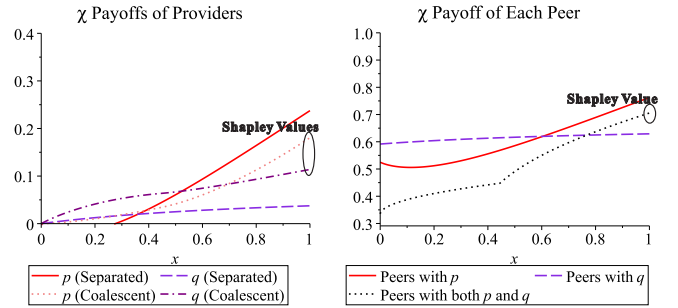 χ Payoffs of Providers
0.4
0.3
0.2
0.1
0
0
0.2
0.4
0.6
0.8
1
x
Shapley Values
p (Separated)
q (Separated)
p (Coalescent)
q (Coalescent)
χ Payoff of Each Peer
1.0
0.9
0.8
0.7
0.6
0.5
0.4
0.3
0
0.2
0.4
0.6
0.8
1
x
Shapley Value
Peers with p
Peers with q
Peers with both p and q